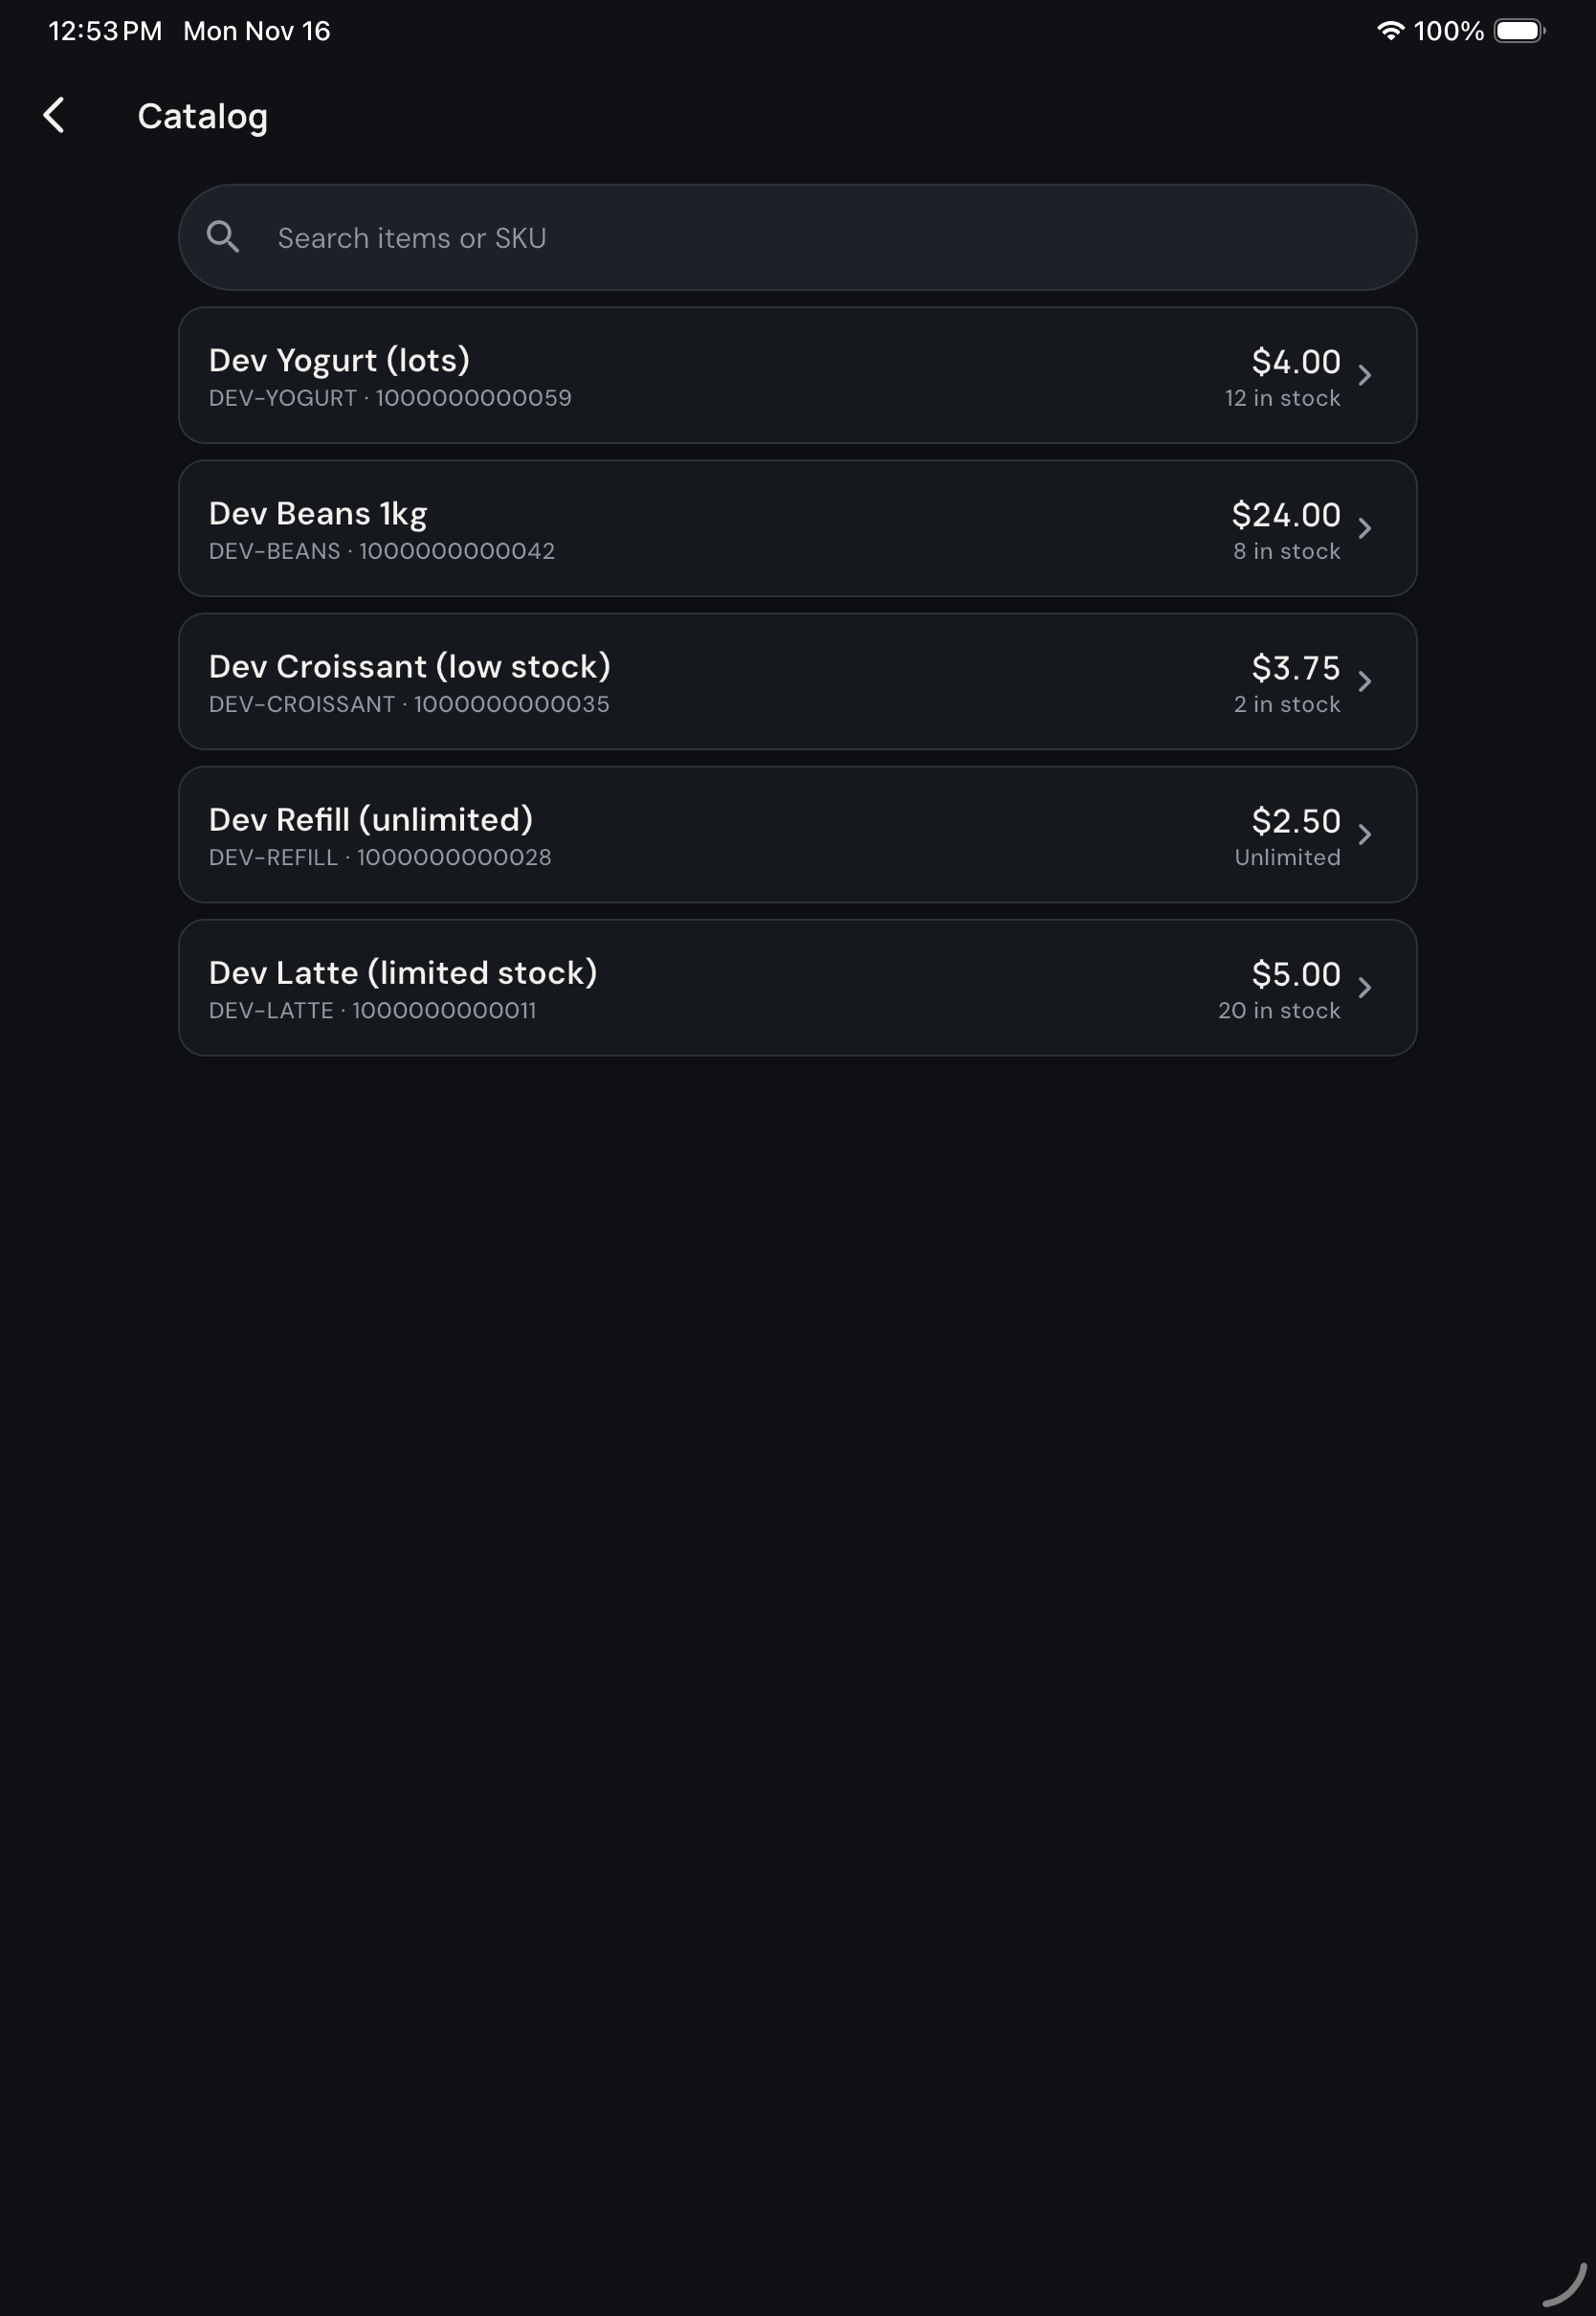 12:53 PM Mon Nov 16 100%
Catalog
Search items or SKU
Dev Yogurt (lots) $4.00
DEV-YOGURT · 1000000000059 12 in stock
Dev Beans 1kg $24.00
DEV-BEANS · 1000000000042 8 in stock
Dev Croissant (low stock) $3.75
DEV-CROISSANT · 1000000000035 2 in stock
Dev Refill (unlimited) $2.50
DEV-REFILL · 1000000000028 Unlimited
Dev Latte (limited stock) $5.00
DEV-LATTE · 1000000000011 20 in stock